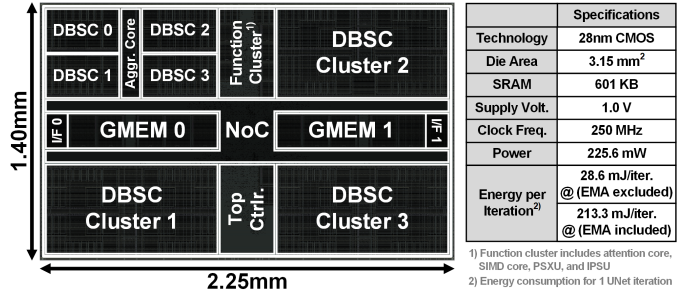 DBSC 0
Aggr. Core
DBSC 2
DBSC 1
DBSC 3
Function
Cluster1)
DBSC
Cluster 2
I/F 0
GMEM 0
NoC
GMEM 1
I/F 1
DBSC
Cluster 1
Top
Ctrlr.
DBSC
Cluster 3
1.40mm
2.25mm
Specifications
Technology 28nm CMOS
Die Area 3.15 mm2
SRAM 601 KB
Supply Volt. 1.0 V
Clock Freq. 250 MHz
Power 225.6 mW
Energy per
Iteration2)
28.6 mJ/iter.
@ (EMA excluded)
213.3 mJ/iter.
@ (EMA included)
1) Function cluster includes attention core,
SIMD core, PSXU, and IPSU
2) Energy consumption for 1 UNet iteration